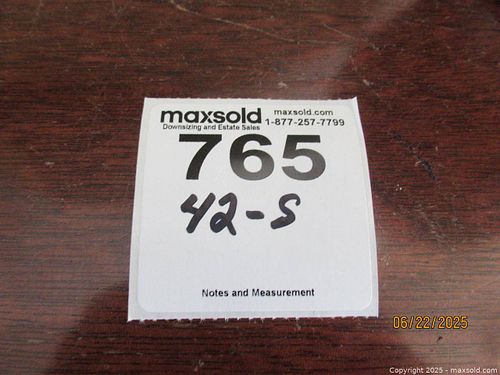 maxsold maxsold.com
Downsizing and Estate Sales 1-877-257-7799
765
42-S
Notes and Measurement
06/22/2025
Copyright © 2025 - maxsold.com